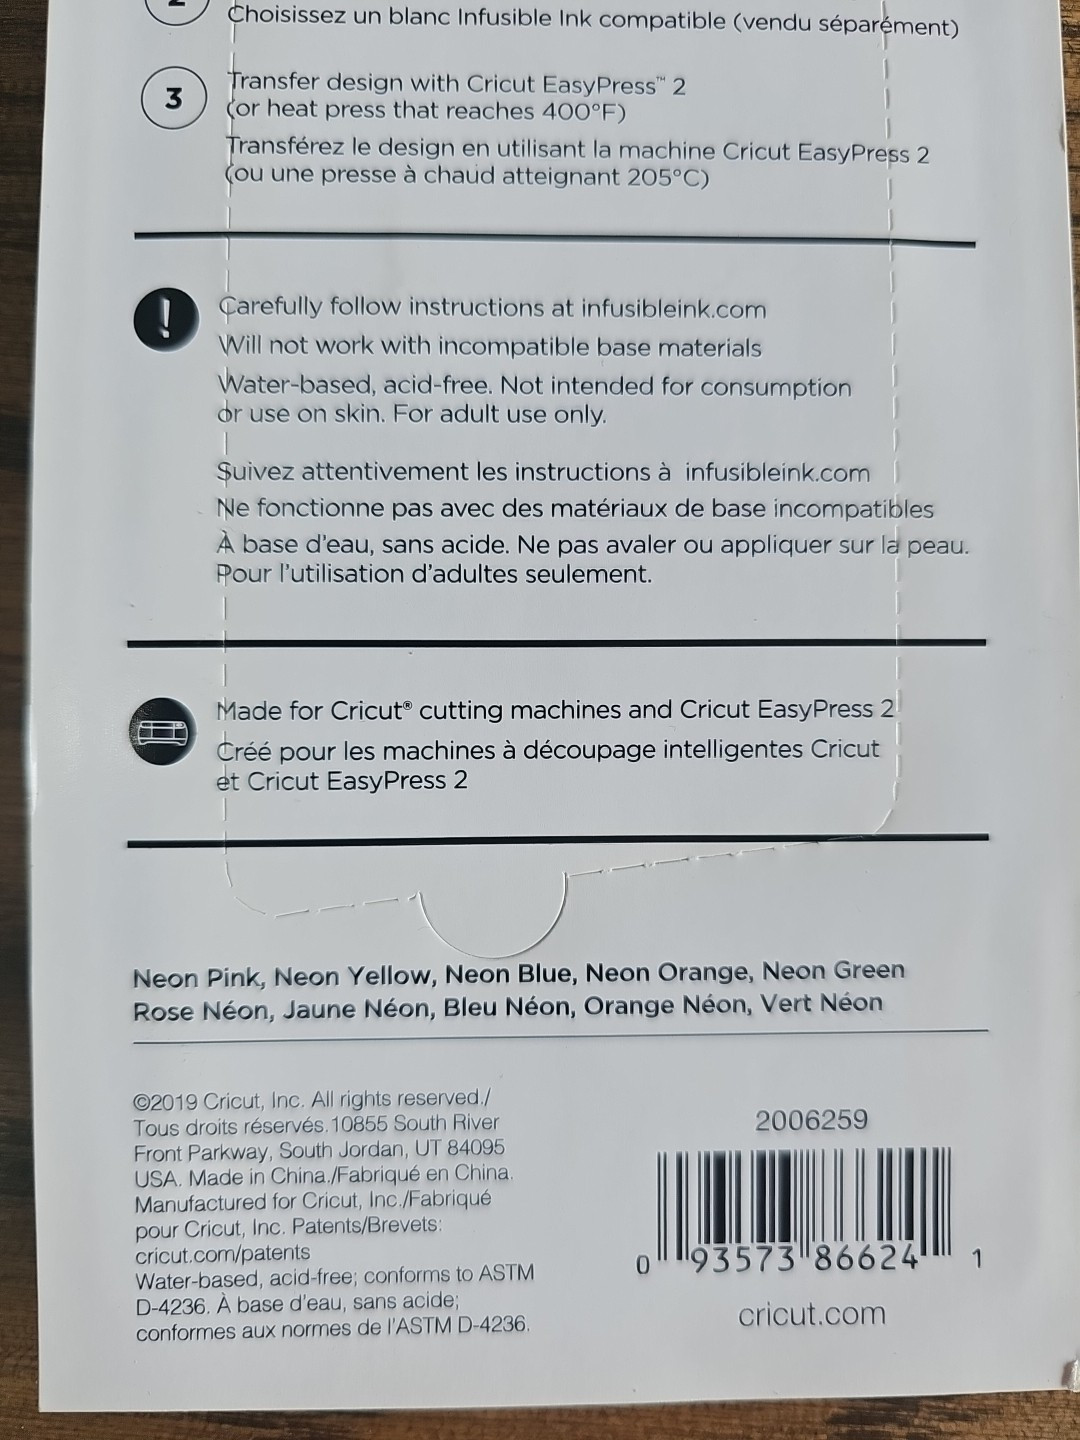 2
Choisissez un blanc Infusible Ink compatible (vendu séparément)
3
Transfer design with Cricut EasyPress™ 2
(or heat press that reaches 400°F)
Transférez le design en utilisant la machine Cricut EasyPress 2
(ou une presse à chaud atteignant 205°C)
!
Carefully follow instructions at infusibleink.com
Will not work with incompatible base materials
Water-based, acid-free. Not intended for consumption
or use on skin. For adult use only.
Suivez attentivement les instructions à infusibleink.com
Ne fonctionne pas avec des matériaux de base incompatibles
À base d'eau, sans acide. Ne pas avaler ou appliquer sur la peau.
Pour l'utilisation d'adultes seulement.
Made for Cricut® cutting machines and Cricut EasyPress 2
Créé pour les machines à découpage intelligentes Cricut
et Cricut EasyPress 2
Neon Pink, Neon Yellow, Neon Blue, Neon Orange, Neon Green
Rose Néon, Jaune Néon, Bleu Néon, Orange Néon, Vert Néon
©2019 Cricut, Inc. All rights reserved./
Tous droits réservés. 10855 South River
Front Parkway, South Jordan, UT 84095
USA. Made in China./Fabriqué en China.
Manufactured for Cricut, Inc./Fabriqué
pour Cricut, Inc. Patents/Brevets:
cricut.com/patents
Water-based, acid-free; conforms to ASTM
D-4236. À base d'eau, sans acide;
conformes aux normes de l'ASTM D-4236.
2006259
0 93573 86624 1
cricut.com